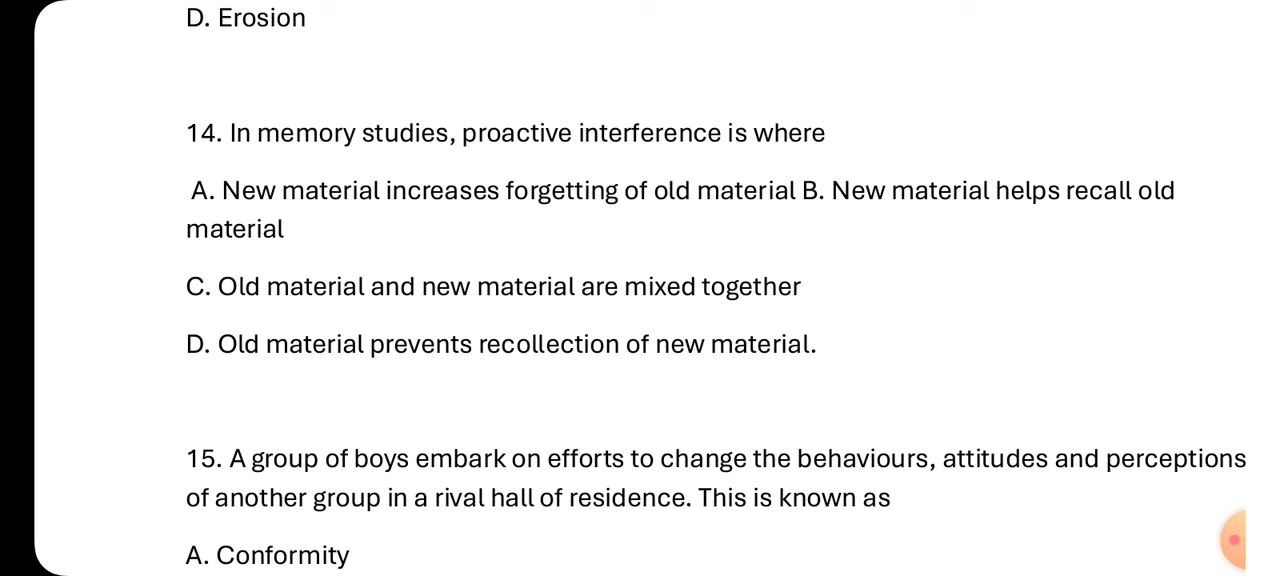 D. Erosion
14. In memory studies, proactive interference is where
A. New material increases forgetting of old material B. New material helps recall old
material
C. Old material and new material are mixed together
D. Old material prevents recollection of new material.
15. A group of boys embark on efforts to change the behaviours, attitudes and perceptions
of another group in a rival hall of residence. This is known as
A. Conformity